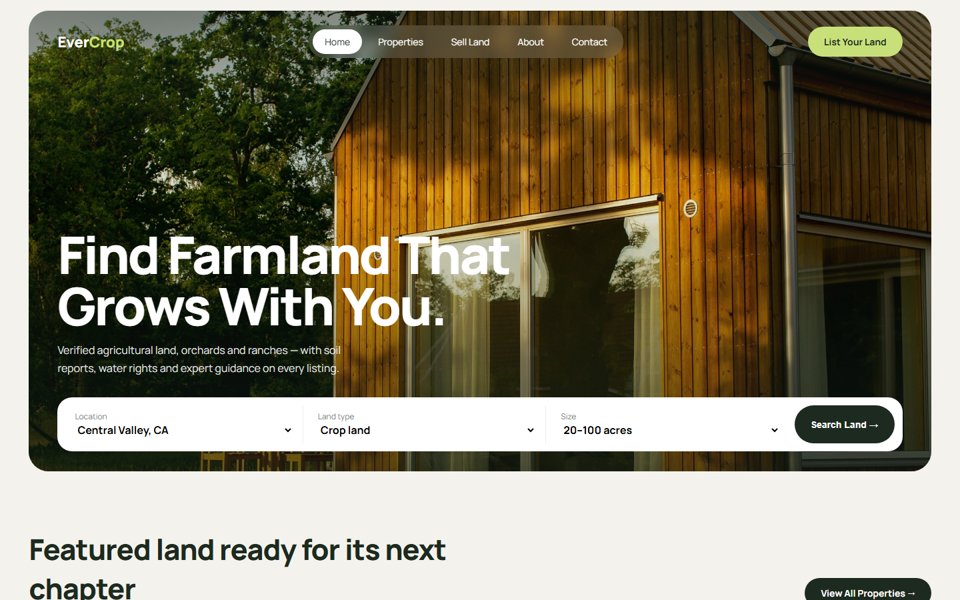 EverCrop
Home
Properties
Sell Land
About
Contact
List Your Land
Find Farmland That
Grows With You.
Verified agricultural land, orchards and ranches — with soil
reports, water rights and expert guidance on every listing.
Location
Central Valley, CA
Land type
Crop land
Size
20–100 acres
Search Land →
Featured land ready for its next
chapter
View All Properties →